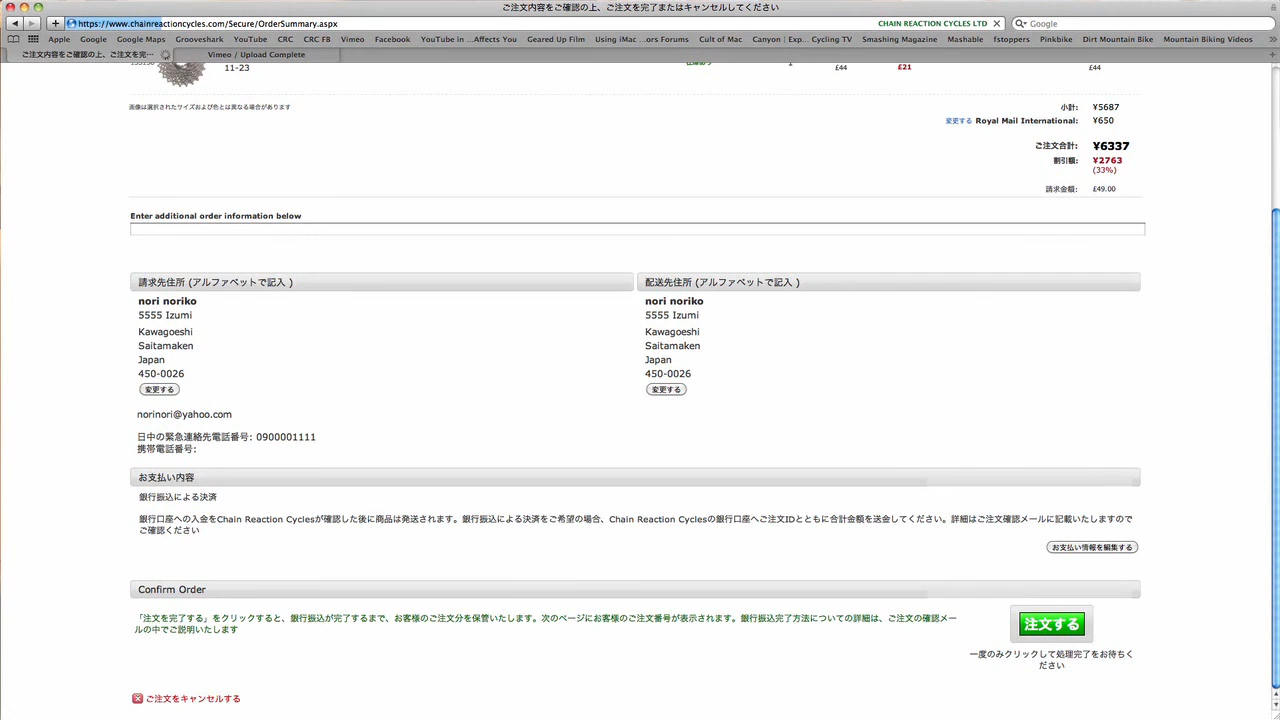 ご注文内容をご確認の上、ご注文を完了またはキャンセルしてください
https://www.chainreactioncycles.com/Secure/OrderSummary.aspx
CHAIN REACTION CYCLES LTD
Google
Apple Google Google Maps Grooveshark YouTube CRC CRC FB Vimeo Facebook YouTube in ...Affects You Geared Up Film Using iMac ...ors Forums Cult of Mac Canyon | Exp... Cycling TV Smashing Magazine Mashable fstoppers Pinkbike Dirt Mountain Bike Mountain Biking Videos
ご注文内容をご確認の上、ご注文を完…
Vimeo / Upload Complete
11-23
£44
£21
£44
画像は選択されたサイズおよび色とは異なる場合があります
小計: ¥5687
変更する Royal Mail International: ¥650
ご注文合計: ¥6337
割引額: ¥2763
(33%)
請求金額: £49.00
Enter additional order information below
請求先住所 (アルファベットで記入 )
nori noriko
5555 Izumi
Kawagoeshi
Saitamaken
Japan
450-0026
変更する
配送先住所 (アルファベットで記入 )
nori noriko
5555 Izumi
Kawagoeshi
Saitamaken
Japan
450-0026
変更する
norinori@yahoo.com
日中の緊急連絡先電話番号: 0900001111
携帯電話番号:
お支払い内容
銀行振込による決済
銀行口座への入金をChain Reaction Cyclesが確認した後に商品は発送されます。銀行振込による決済をご希望の場合、Chain Reaction Cyclesの銀行口座へご注文IDとともに合計金額を送金してください。詳細はご注文確認メールに記載いたしますので
ご確認ください
お支払い情報を編集する
Confirm Order
「注文を完了する」をクリックすると、銀行振込が完了するまで、お客様のご注文分を保管いたします。次のページにお客様のご注文番号が表示されます。銀行振込完了方法についての詳細は、ご注文の確認メー
ルの中でご説明いたします
注文する
一度のみクリックして処理完了をお待ちく
ださい
ご注文をキャンセルする